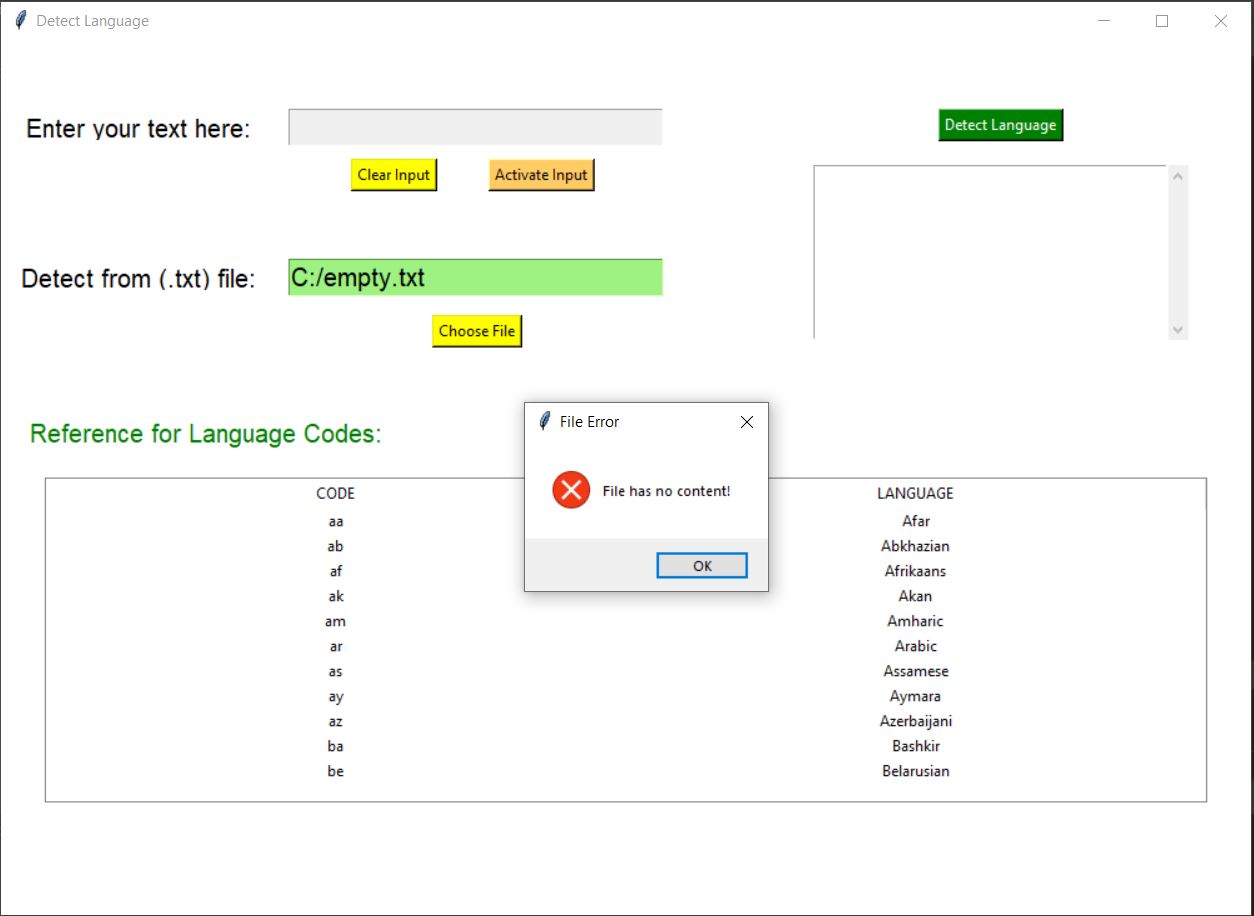 Detect Language
Enter your text here:
Detect Language
Clear Input Activate Input
Detect from (.txt) file: C:/empty.txt
Choose File
File Error
File has no content!
OK
Reference for Language Codes:
CODE LANGUAGE
aa Afar
ab Abkhazian
af Afrikaans
ak Akan
am Amharic
ar Arabic
as Assamese
ay Aymara
az Azerbaijani
ba Bashkir
be Belarusian